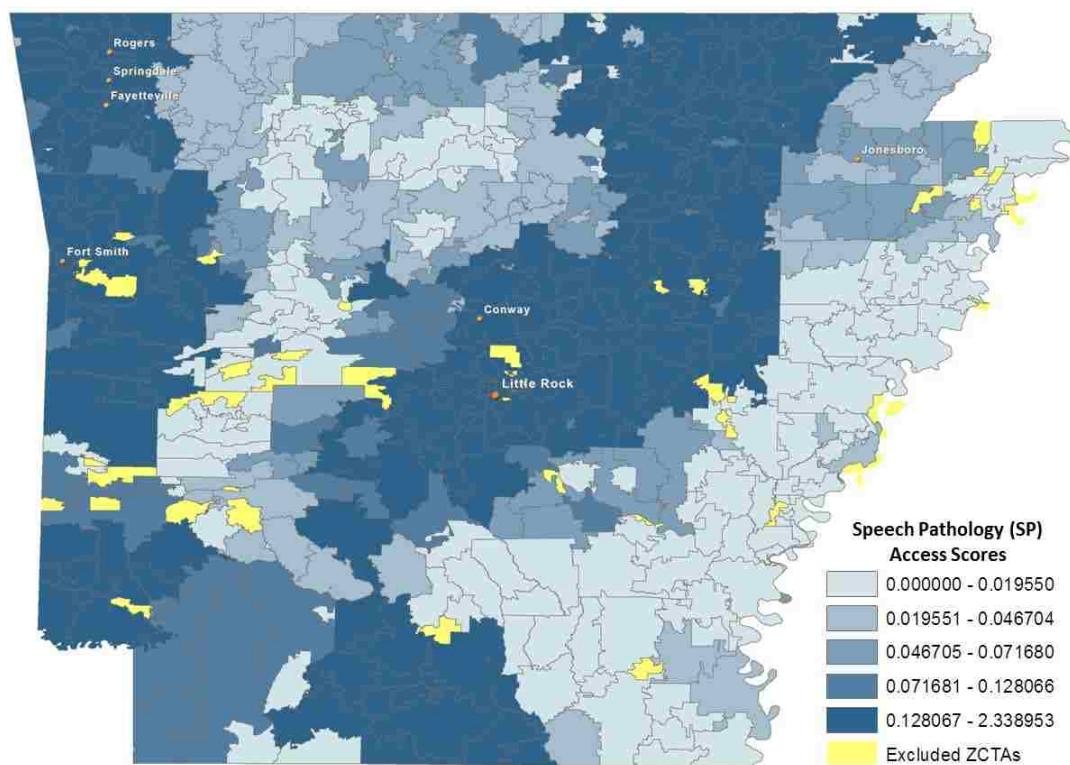 Rogers
Springdale
Fayetteville
Jonesboro
Fort Smith
Conway
Little Rock
Speech Pathology (SP)
Access Scores
0.000000 - 0.019550
0.019551 - 0.046704
0.046705 - 0.071680
0.071681 - 0.128066
0.128067 - 2.338953
Excluded ZCTAs